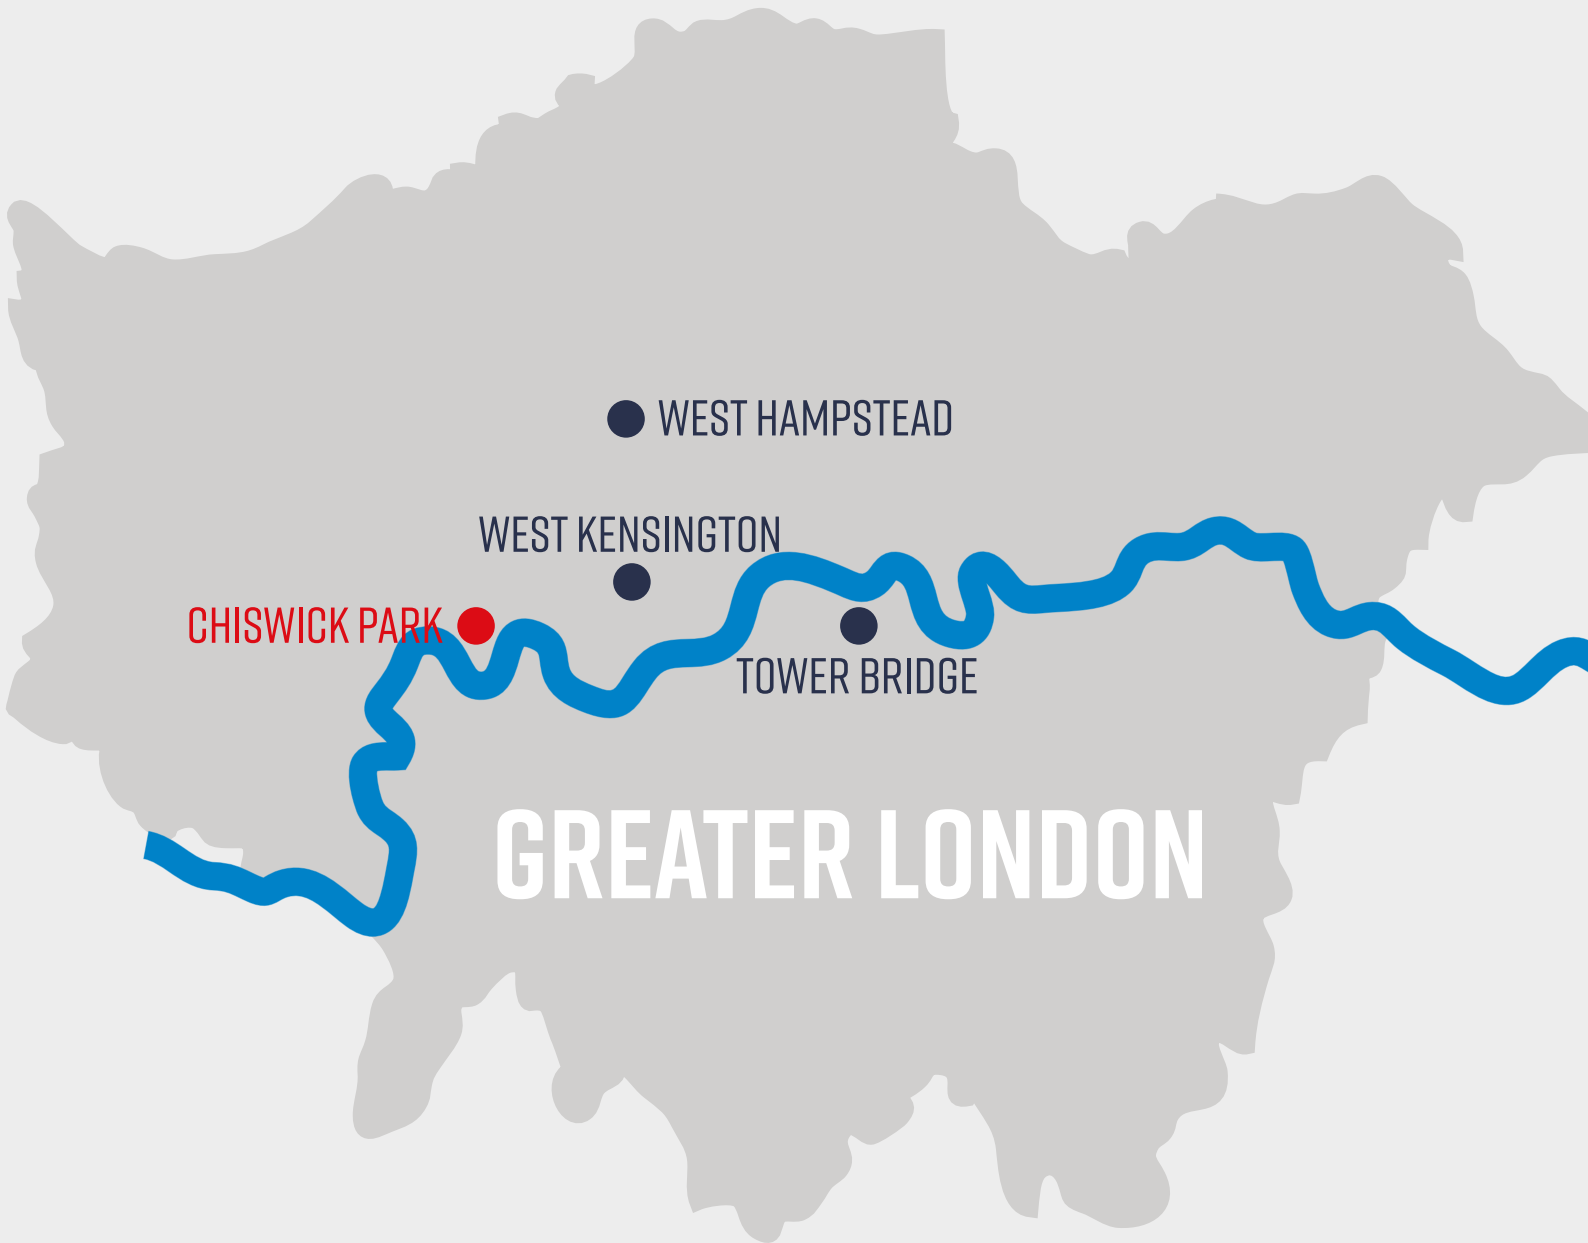 WEST HAMPSTEAD
WEST KENSINGTON
CHISWICK PARK
TOWER BRIDGE
GREATER LONDON